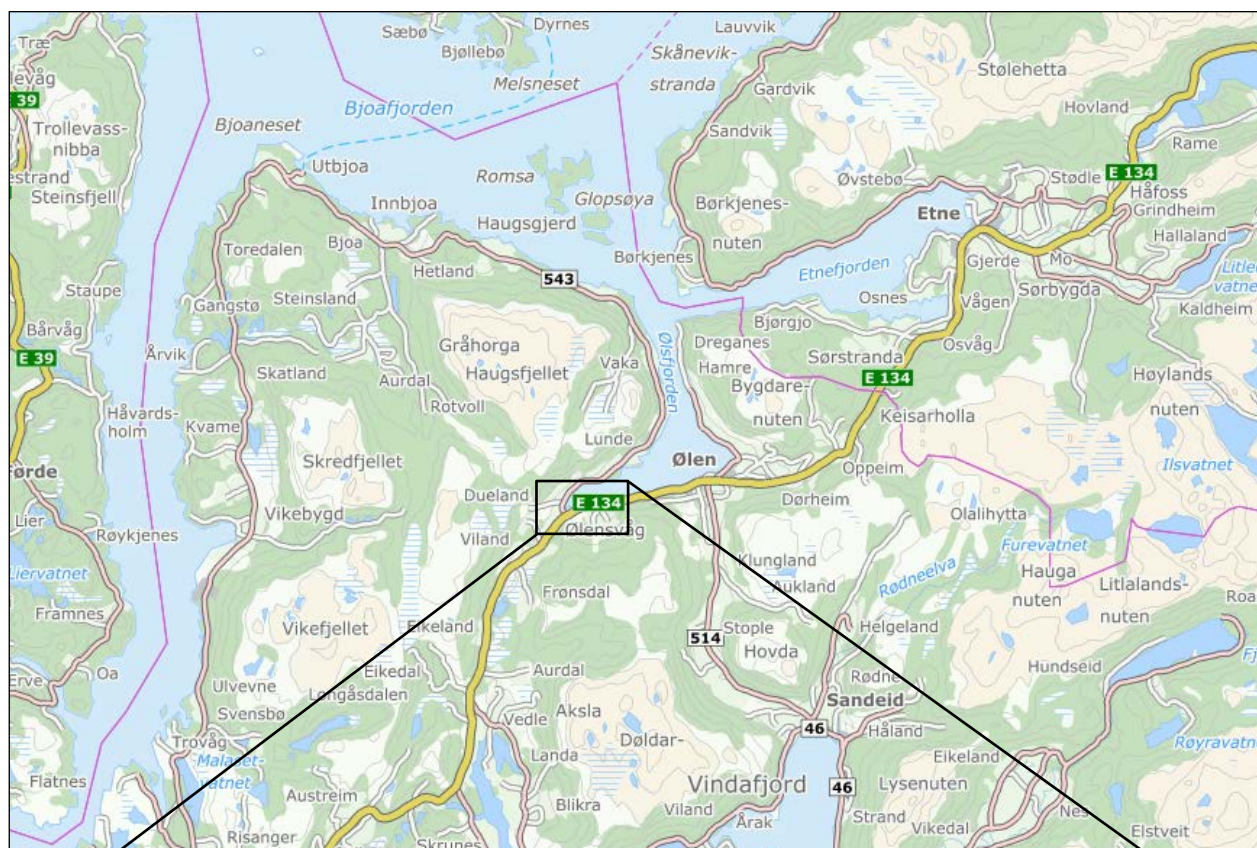 Træ
Sæbø
Dyrnes
Lauvvik
Bjøllebø
Skånevik-
stranda
Melsneset
Stølehetta
Gardvik
E 39
Hovland
Bjoafjorden
Trollevass-
nibba
Bjoaneset
Sandvik
Rame
Utbjoa
E 134
Steinsfjell
Romsa
Øvstebø
Stødle
Håfoss
Innbjoa
Glopsøya
Børkjenes-
nuten
Etne
Grindheim
Haugsgjerd
Hallaland
Toredalen
Bjoa
Børkjenes
Gjerde
Mo
Hetland
543
Etnefjorden
Staupe
Steinsland
Osnes
Sørbygda
Vågen
Kaldheim
Gangstø
Bjørgjo
Bårvåg
Gråhorga
Ølsfjorden
Dreganes
Osvåg
E 39
Årvik
Haugsfjellet
Vaka
Hamre
Sørstranda
Skatland
Aurdal
Bygdare-
nuten
E 134
Høylands
nuten
Rotvoll
Keisarholla
Håvards-
holm
Kvame
Lunde
Skredfjellet
Ølen
Oppeim
Ilsvatnet
Dueland
Dørheim
Lier
Vikebygd
E 134
Olalihytta
Røykjenes
Viland
Ølensvåg
Furevatnet
Klungland
Liervatnet
Aukland
Rødneelva
Hauga
nuten
Litlalands-
nuten
Framnes
Frønsdal
Vikefjellet
Eikeland
514
Stople
Helgeland
Hovda
Hundseid
Oa
Eikedal
Aurdal
Ulvevne
Longåsdalen
Sandeid
Svensbø
Vedle
Aksla
46
Håland
Trovåg
Døldar-
Røyravatnet
Landa
Eikeland
Flatnes
Vindafjord
46
Lysenuten
Austreim
Blikra
Viland
Strand
Nes
Årak
Vikedal
Elstveit
Risanger
Skrunes